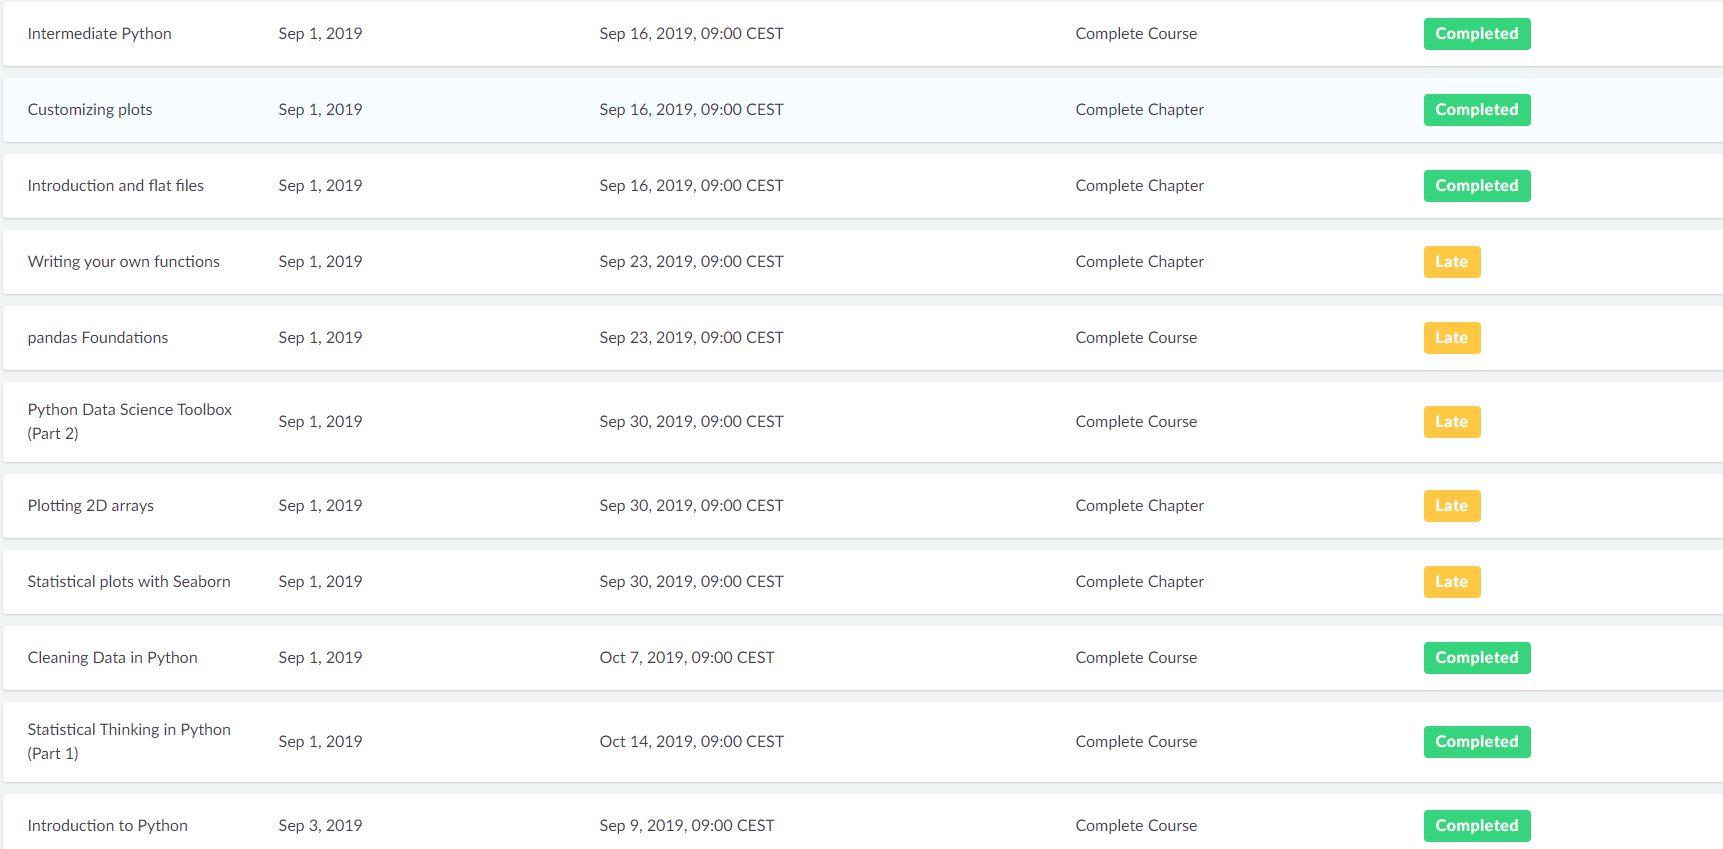 Intermediate Python Sep 1, 2019 Sep 16, 2019, 09:00 CEST Complete Course Completed
Customizing plots Sep 1, 2019 Sep 16, 2019, 09:00 CEST Complete Chapter Completed
Introduction and flat files Sep 1, 2019 Sep 16, 2019, 09:00 CEST Complete Chapter Completed
Writing your own functions Sep 1, 2019 Sep 23, 2019, 09:00 CEST Complete Chapter Late
pandas Foundations Sep 1, 2019 Sep 23, 2019, 09:00 CEST Complete Course Late
Python Data Science Toolbox
(Part 2) Sep 1, 2019 Sep 30, 2019, 09:00 CEST Complete Course Late
Plotting 2D arrays Sep 1, 2019 Sep 30, 2019, 09:00 CEST Complete Chapter Late
Statistical plots with Seaborn Sep 1, 2019 Sep 30, 2019, 09:00 CEST Complete Chapter Late
Cleaning Data in Python Sep 1, 2019 Oct 7, 2019, 09:00 CEST Complete Course Completed
Statistical Thinking in Python
(Part 1) Sep 1, 2019 Oct 14, 2019, 09:00 CEST Complete Course Completed
Introduction to Python Sep 3, 2019 Sep 9, 2019, 09:00 CEST Complete Course Completed